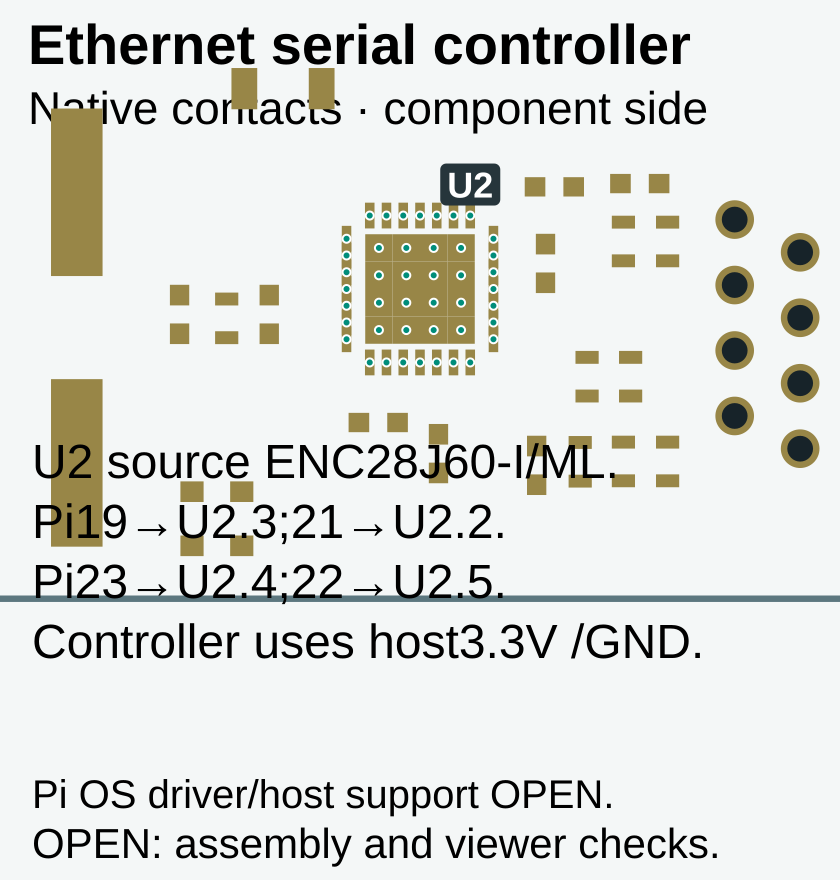 Ethernet serial controller
Native contacts · component side
U2
U2 source ENC28J60-I/ML.
Pi19→U2.3;21→U2.2.
Pi23→U2.4;22→U2.5.
Controller uses host3.3V /GND.
Pi OS driver/host support OPEN.
OPEN: assembly and viewer checks.